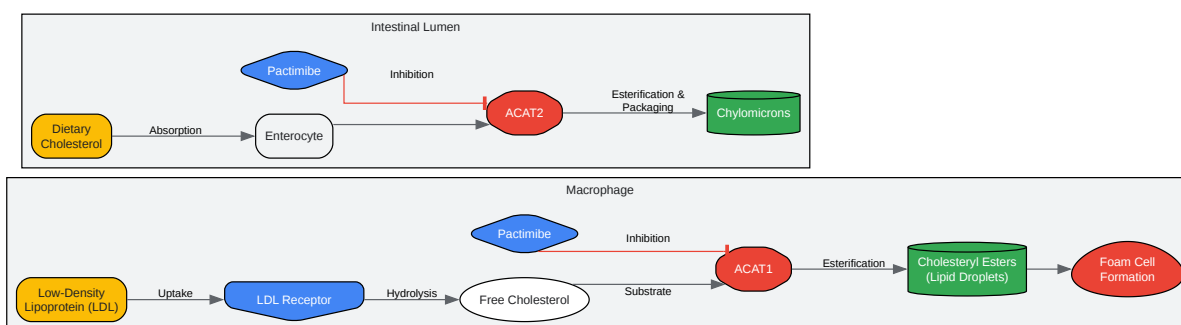 Intestinal Lumen
Pactimibe
Inhibition
Dietary
Cholesterol
Absorption
Enterocyte
ACAT2
Esterification &
Packaging
Chylomicrons
Macrophage
Pactimibe
Inhibition
Low-Density
Lipoprotein (LDL)
Uptake
LDL Receptor
Hydrolysis
Free Cholesterol
Substrate
ACAT1
Esterification
Cholesteryl Esters
(Lipid Droplets)
Foam Cell
Formation